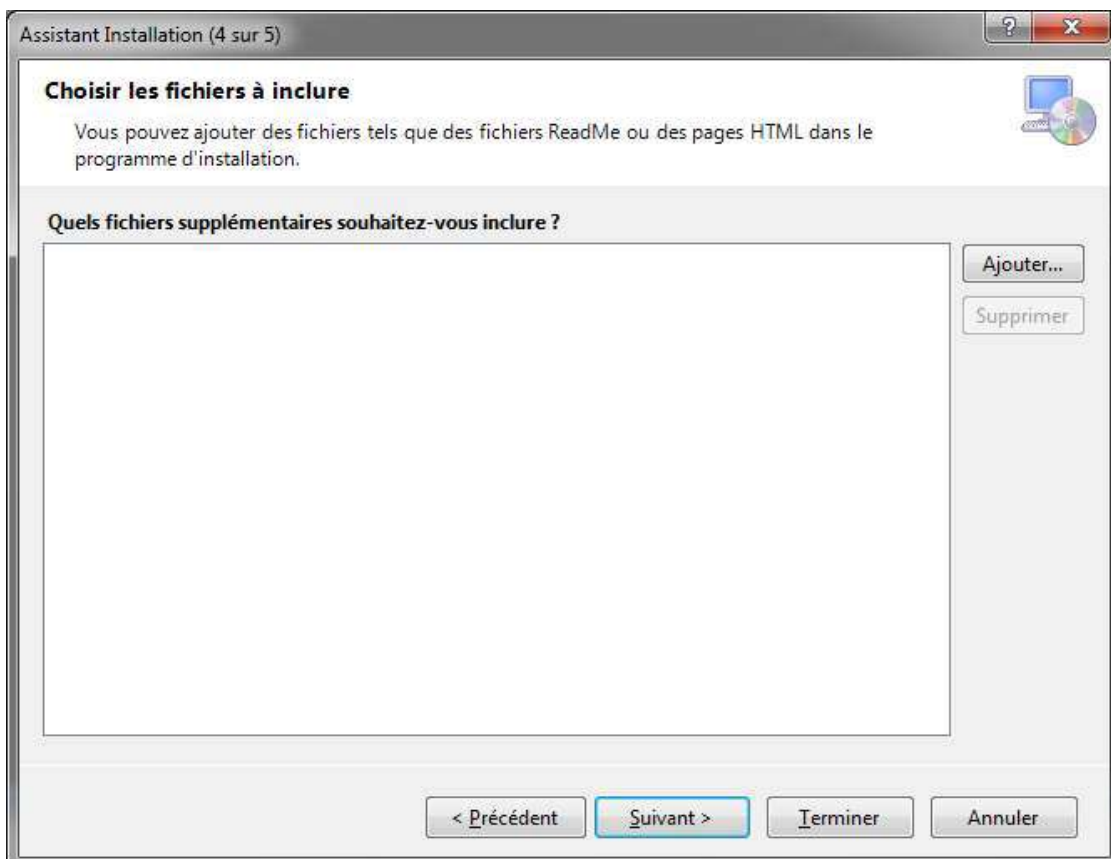 Assistant Installation (4 sur 5)
Choisir les fichiers à inclure
Vous pouvez ajouter des fichiers tels que des fichiers ReadMe ou des pages HTML dans le
programme d'installation.
Quels fichiers supplémentaires souhaitez-vous inclure ?
Ajouter...
Supprimer
< Précédent
Suivant >
Terminer
Annuler